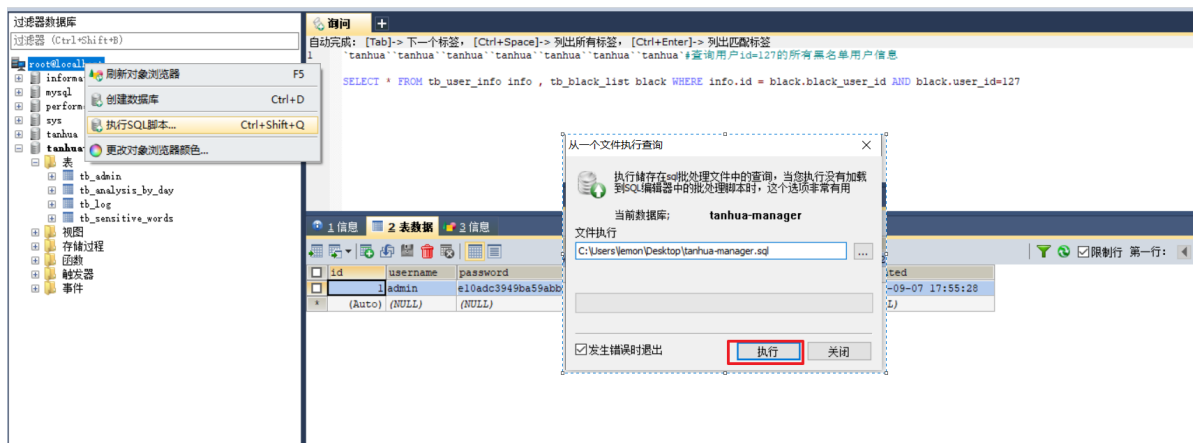 过滤器数据库
过滤器 (Ctrl+Shift+B)
root@localhost
informa
mysql
perform
sys
tanhua
tanhua
表
tb_admin
tb_analysis_by_day
tb_log
tb_sensitive_words
视图
存储过程
函数
触发器
事件
刷新对象浏览器 F5
创建数据库 Ctrl+D
执行SQL脚本... Ctrl+Shift+Q
更改对象浏览器颜色...
询问
自动完成: [Tab]-> 下一个标签, [Ctrl+Space]-> 列出所有标签, [Ctrl+Enter]-> 列出匹配标签
1 `tanhua``tanhua``tanhua``tanhua``tanhua``tanhua``tanhua``tanhua`#查询用户id=127的所有黑名单用户信息
SELECT * FROM tb_user_info info , tb_black_list black WHERE info.id = black.black_user_id AND black.user_id=127
从一个文件执行查询
执行储存在sql批处理文件中的查询, 当您执行没有加载
到SQL编辑器中的批处理脚本时, 这个选项非常有用
当前数据库; tanhua-manager
文件执行
C:\Users\lemon\Desktop\tanhua-manager.sql ...
发生错误时退出
执行 关闭
1 信息 2 表数据 3 信息
限制行 第一行:
id username password ted
1 admin e10adc3949ba59abb -09-07 17:55:28
* (Auto) (NULL) (NULL) L)